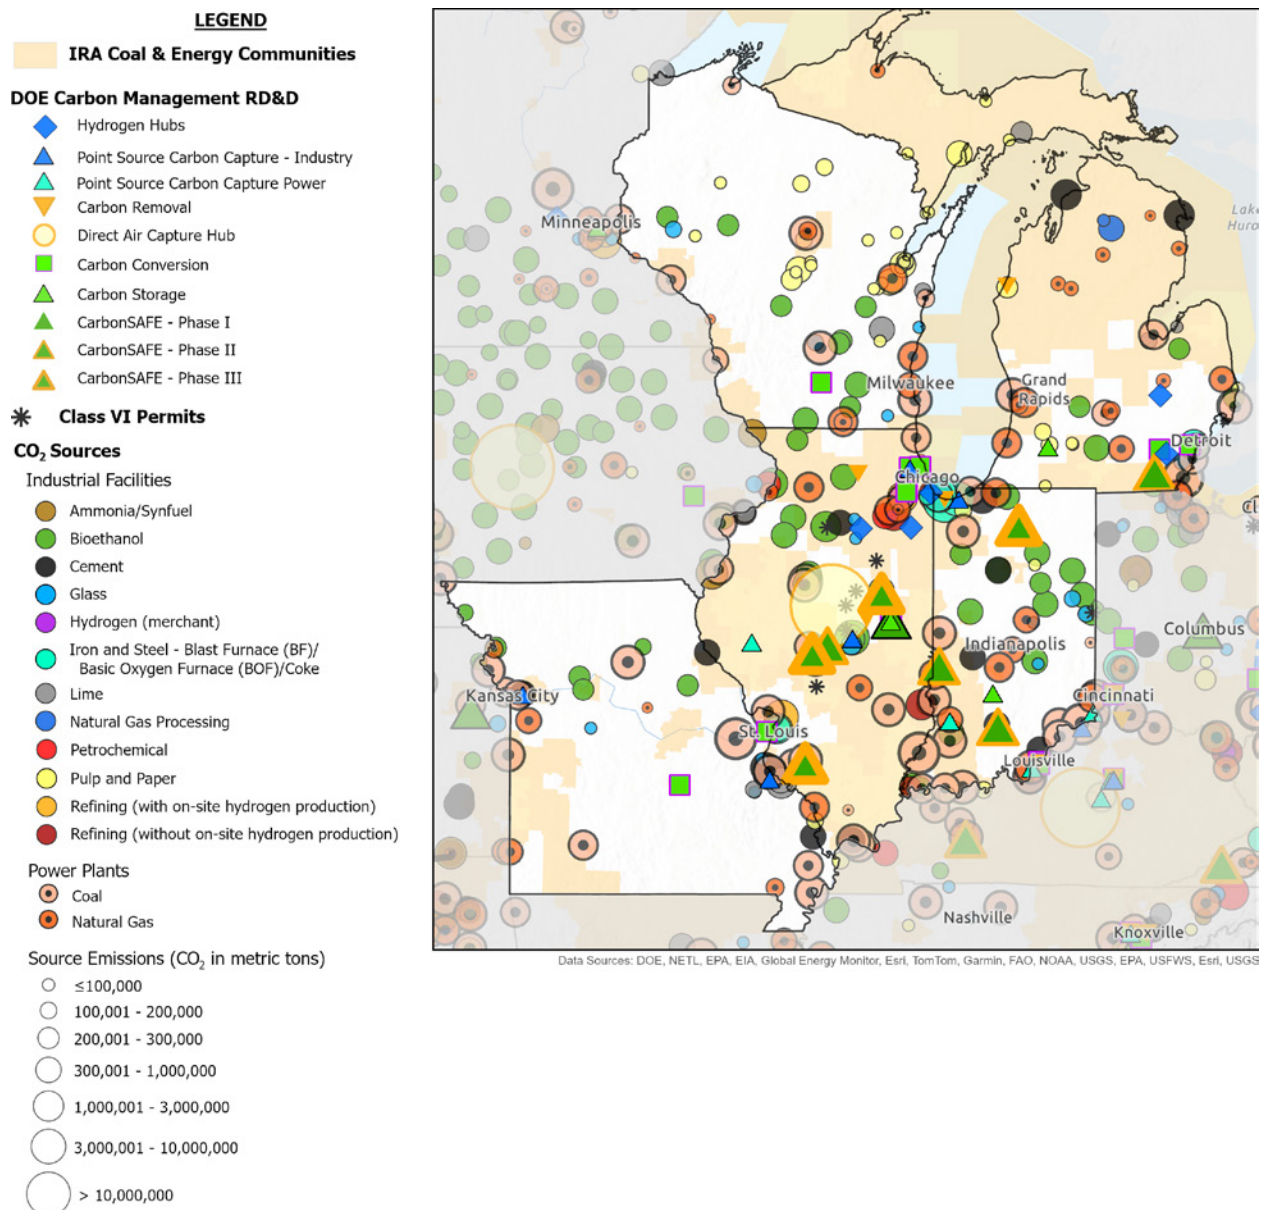 LEGEND
IRA Coal & Energy Communities
DOE Carbon Management RD&D
Hydrogen Hubs
Point Source Carbon Capture - Industry
Point Source Carbon Capture Power
Carbon Removal
Direct Air Capture Hub
Carbon Conversion
Carbon Storage
CarbonSAFE - Phase I
CarbonSAFE - Phase II
CarbonSAFE - Phase III
Class VI Permits
CO₂ Sources
Industrial Facilities
Ammonia/Synfuel
Bioethanol
Cement
Glass
Hydrogen (merchant)
Iron and Steel - Blast Furnace (BF)/
Basic Oxygen Furnace (BOF)/Coke
Lime
Natural Gas Processing
Petrochemical
Pulp and Paper
Refining (with on-site hydrogen production)
Refining (without on-site hydrogen production)
Power Plants
Coal
Natural Gas
Source Emissions (CO₂ in metric tons)
≤100,000
100,001 - 200,000
200,001 - 300,000
300,001 - 1,000,000
1,000,001 - 3,000,000
3,000,001 - 10,000,000
> 10,000,000
Minneapolis
Lake
Huro
Milwaukee
Grand
Rapids
Detroit
Chicago
Cl
Indianapolis
Columbus
Kansas City
Cincinnati
St. Louis
Louisville
Nashville
Knoxville
Data Sources: DOE, NETL, EPA, EIA, Global Energy Monitor, Esri, TomTom, Garmin, FAO, NOAA, USGS, EPA, USFWS, Esri, USGS